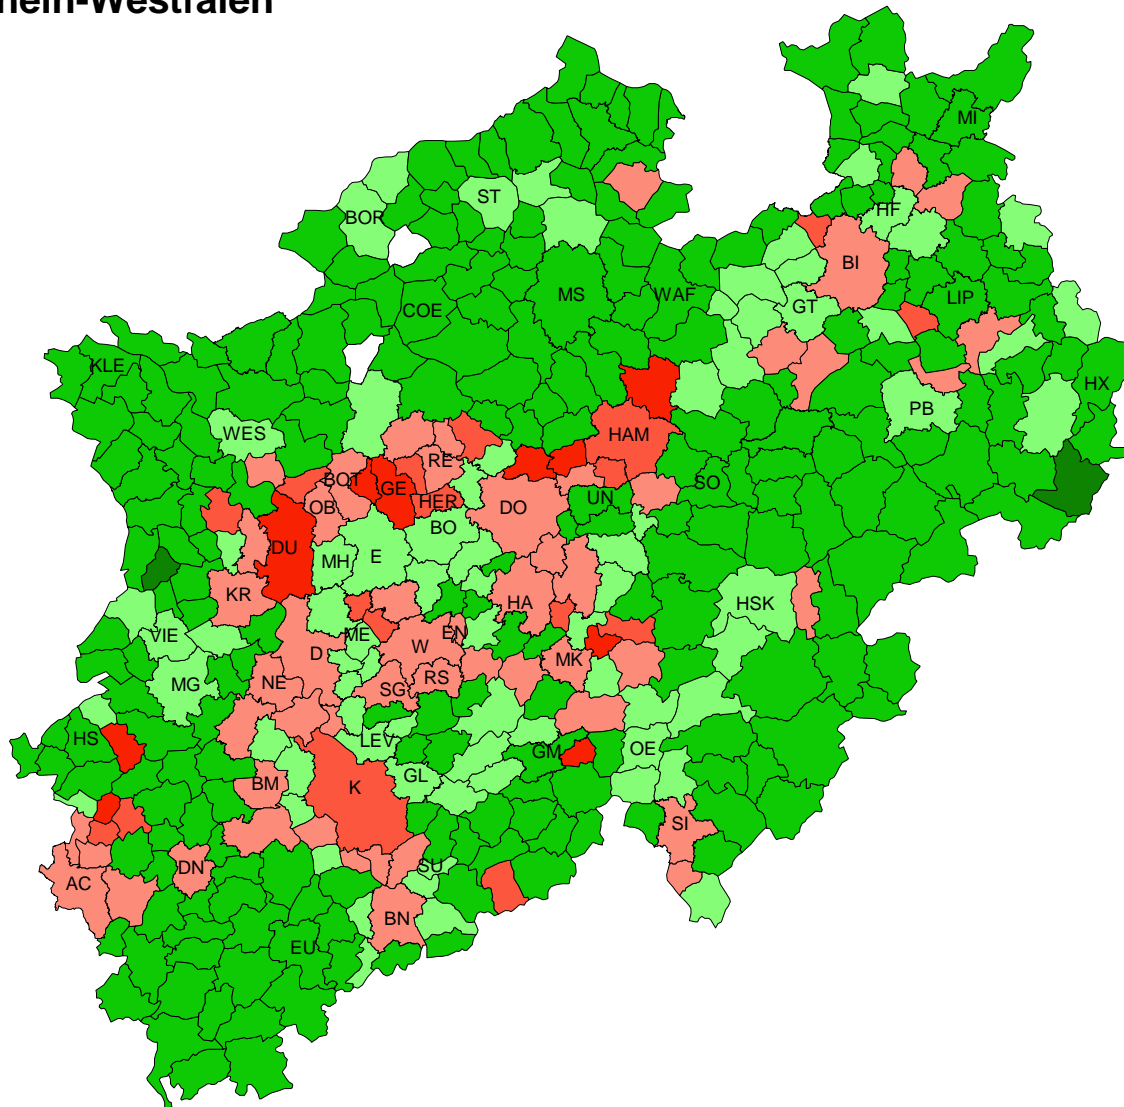 hein-Westfalen
MI
ST
HF
BOR
BI
MS
WAF
LIP
GT
COE
KLE
HX
PB
WES
HAM
RE
BOT
GE
SO
UN
HER
OB
DO
BO
DU
E
MH
KR
HA
HSK
VIE
ME
EN
W
D
MK
RS
NE
MG
SG
HS
LEV
OE
GM
GL
BM
K
SI
SU
DN
AC
BN
EU